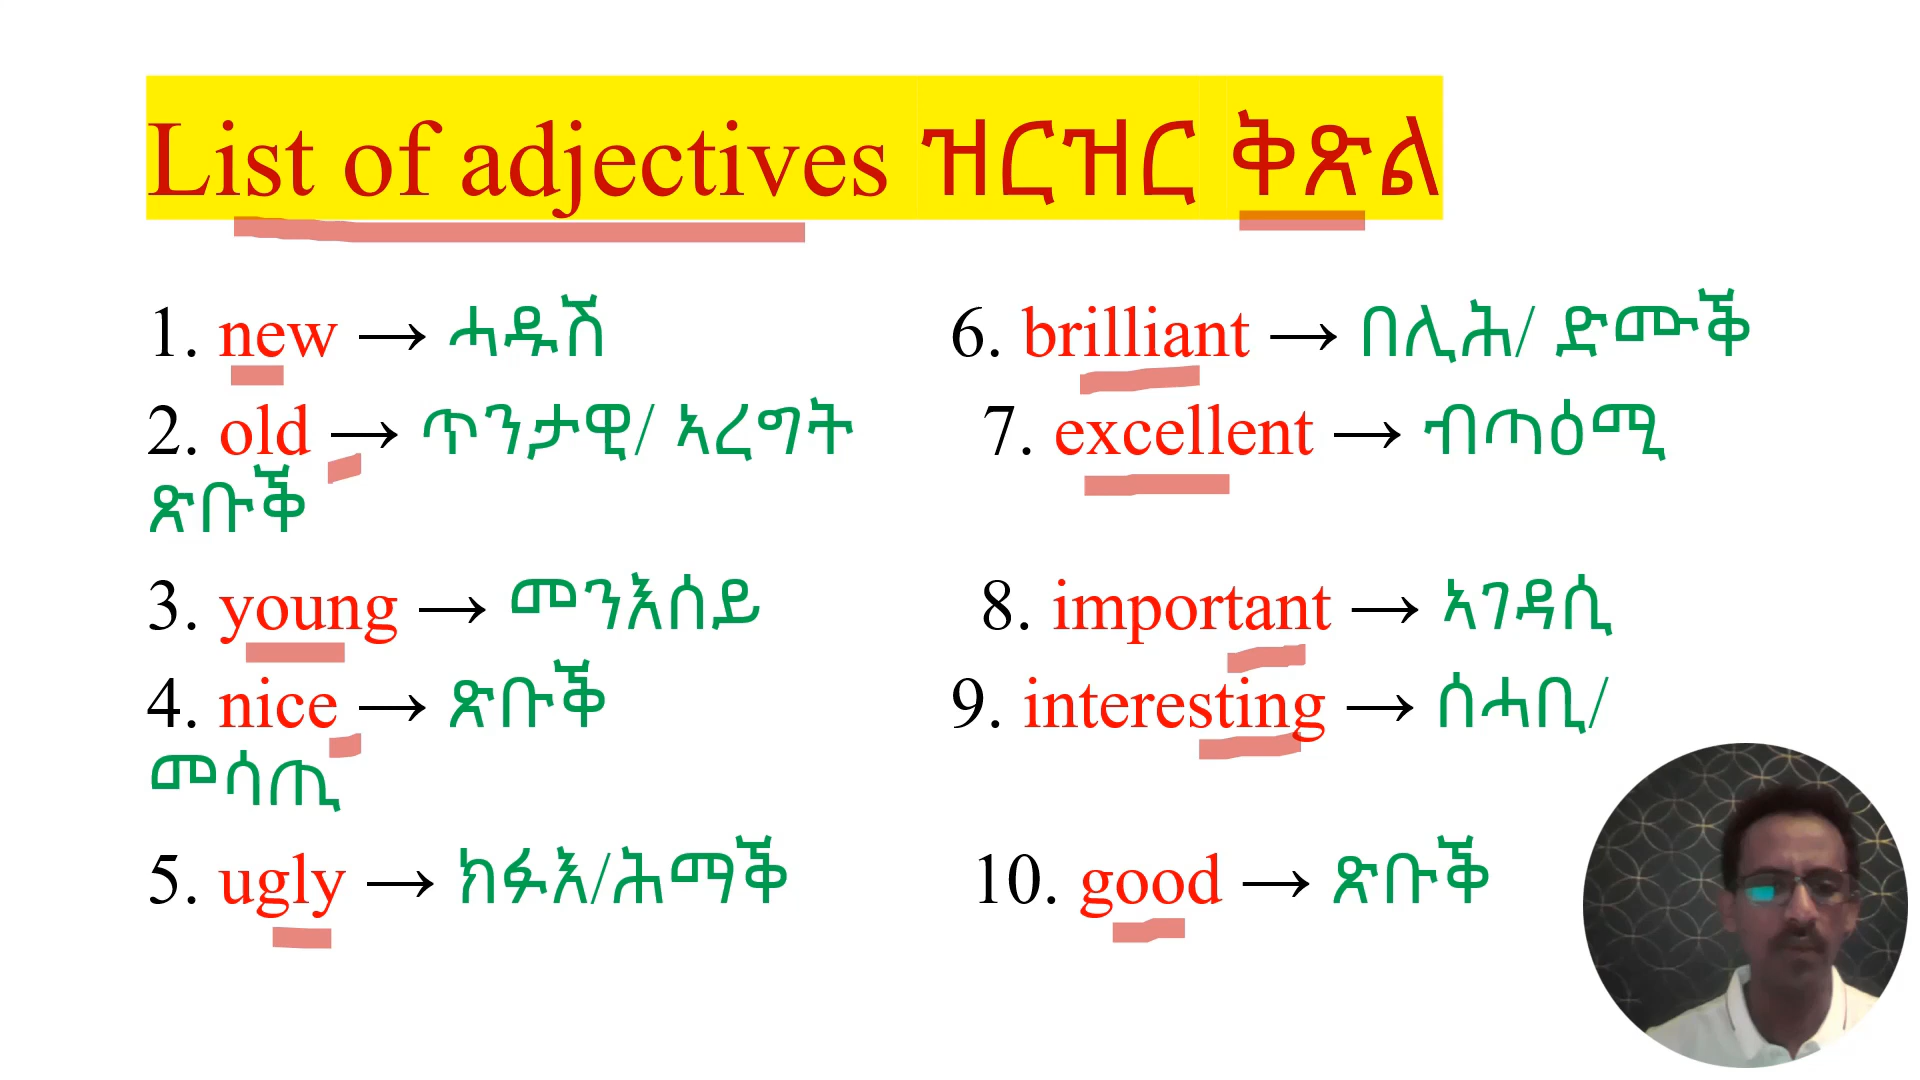 List of adjectives ዝርዝር ቅጽል
1. new → ሓዱሽ
2. old → ጥንታዊ/ ኣረግት
ጽቡቕ
3. young → መንእሰይ
4. nice → ጽቡቕ
መሳጢ
5. ugly → ክፉእ/ሕማቕ
6. brilliant → በሊሕ/ ድሙቕ
7. excellent → ብጣዕሚ
8. important → ኣገዳሲ
9. interesting → ሰሓቢ/
10. good → ጽቡቕ